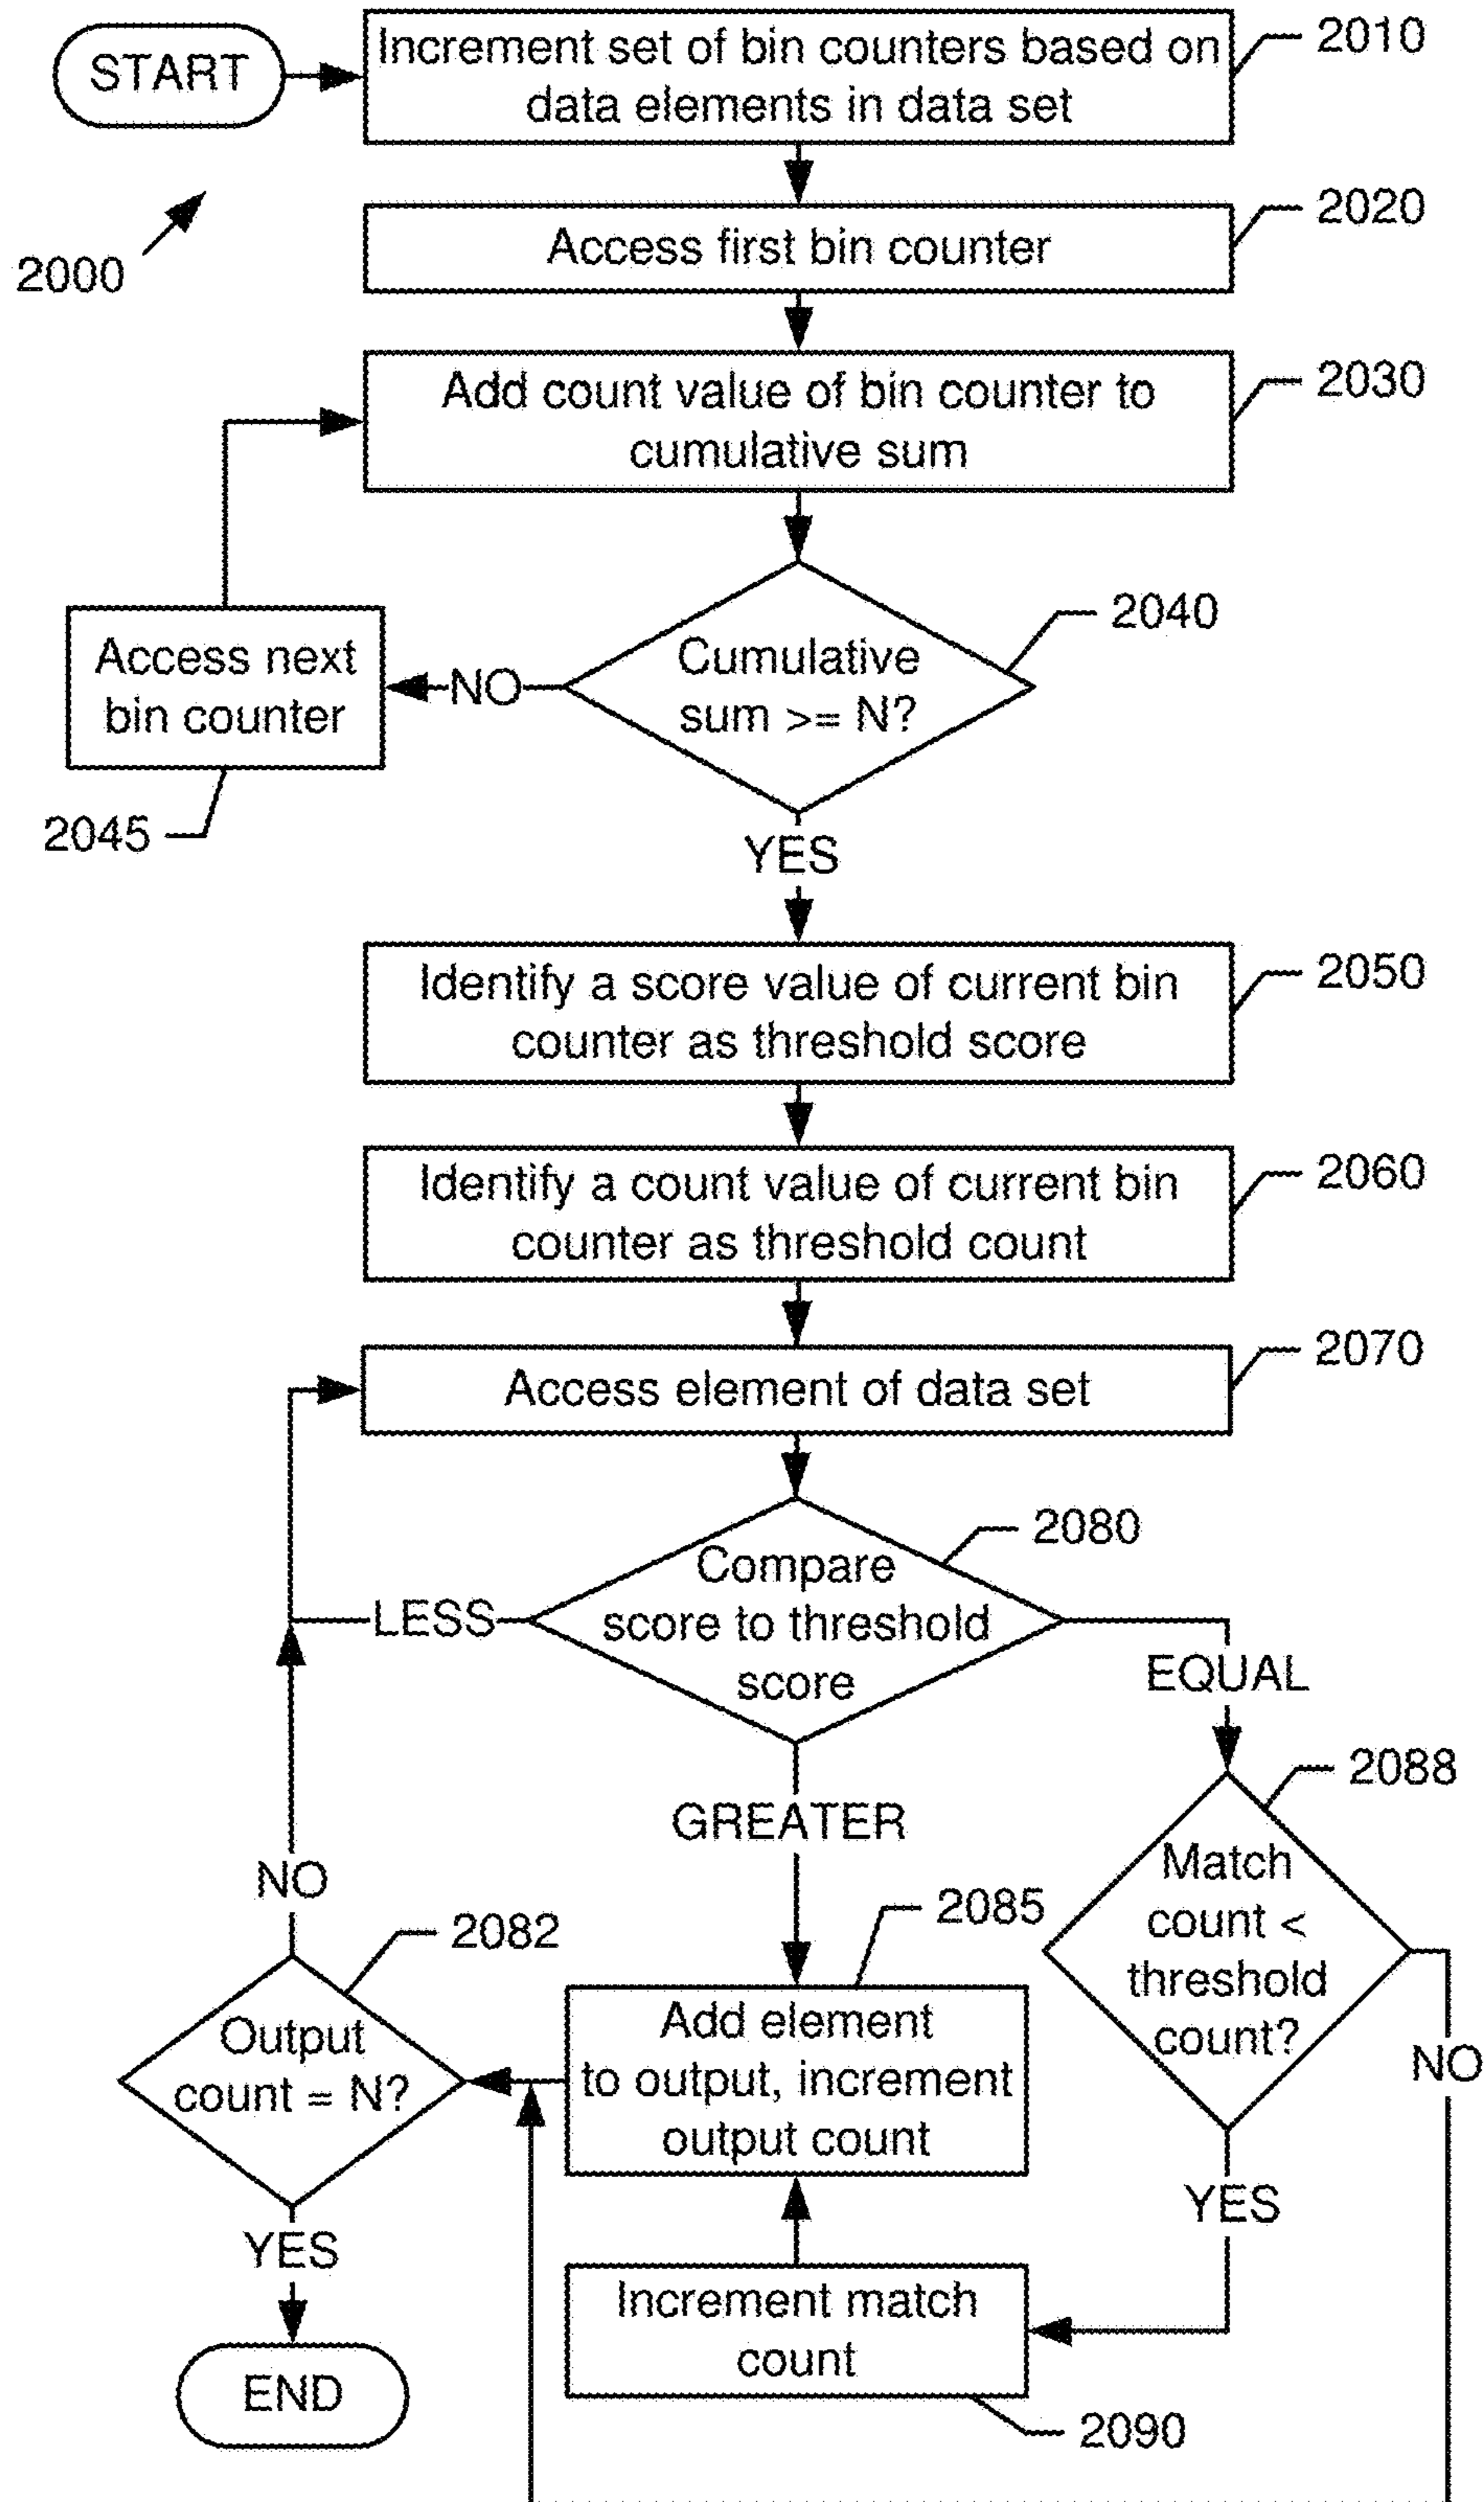 START
Increment set of bin counters based on
data elements in data set
2010
2000
Access first bin counter
2020
Add count value of bin counter to
cumulative sum
2030
Cumulative
sum >= N?
2040
NO
Access next
bin counter
2045
YES
Identify a score value of current bin
counter as threshold score
2050
Identify a count value of current bin
counter as threshold count
2060
Access element of data set
2070
Compare
score to threshold
score
2080
LESS
EQUAL
GREATER
Match
count <
threshold
count?
2088
NO
NO
Output
count = N?
2082
Add element
to output, increment
output count
2085
YES
YES
Increment match
count
2090
END